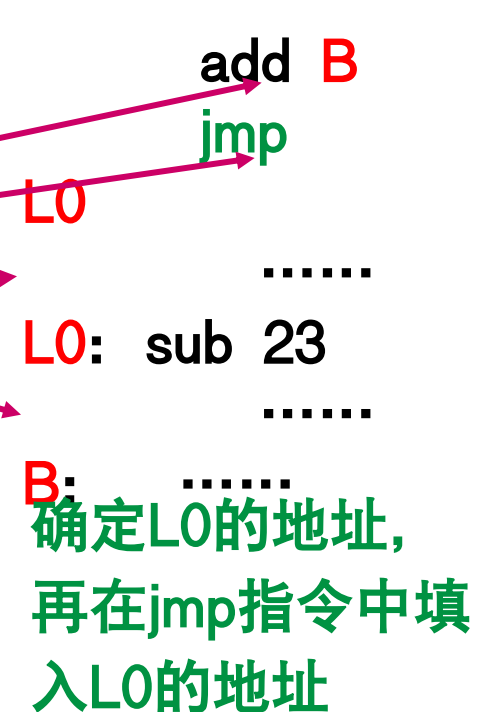 add B
jmp
L0
……
L0: sub 23
……
B: ……
确定L0的地址,
再在jmp指令中填
入L0的地址